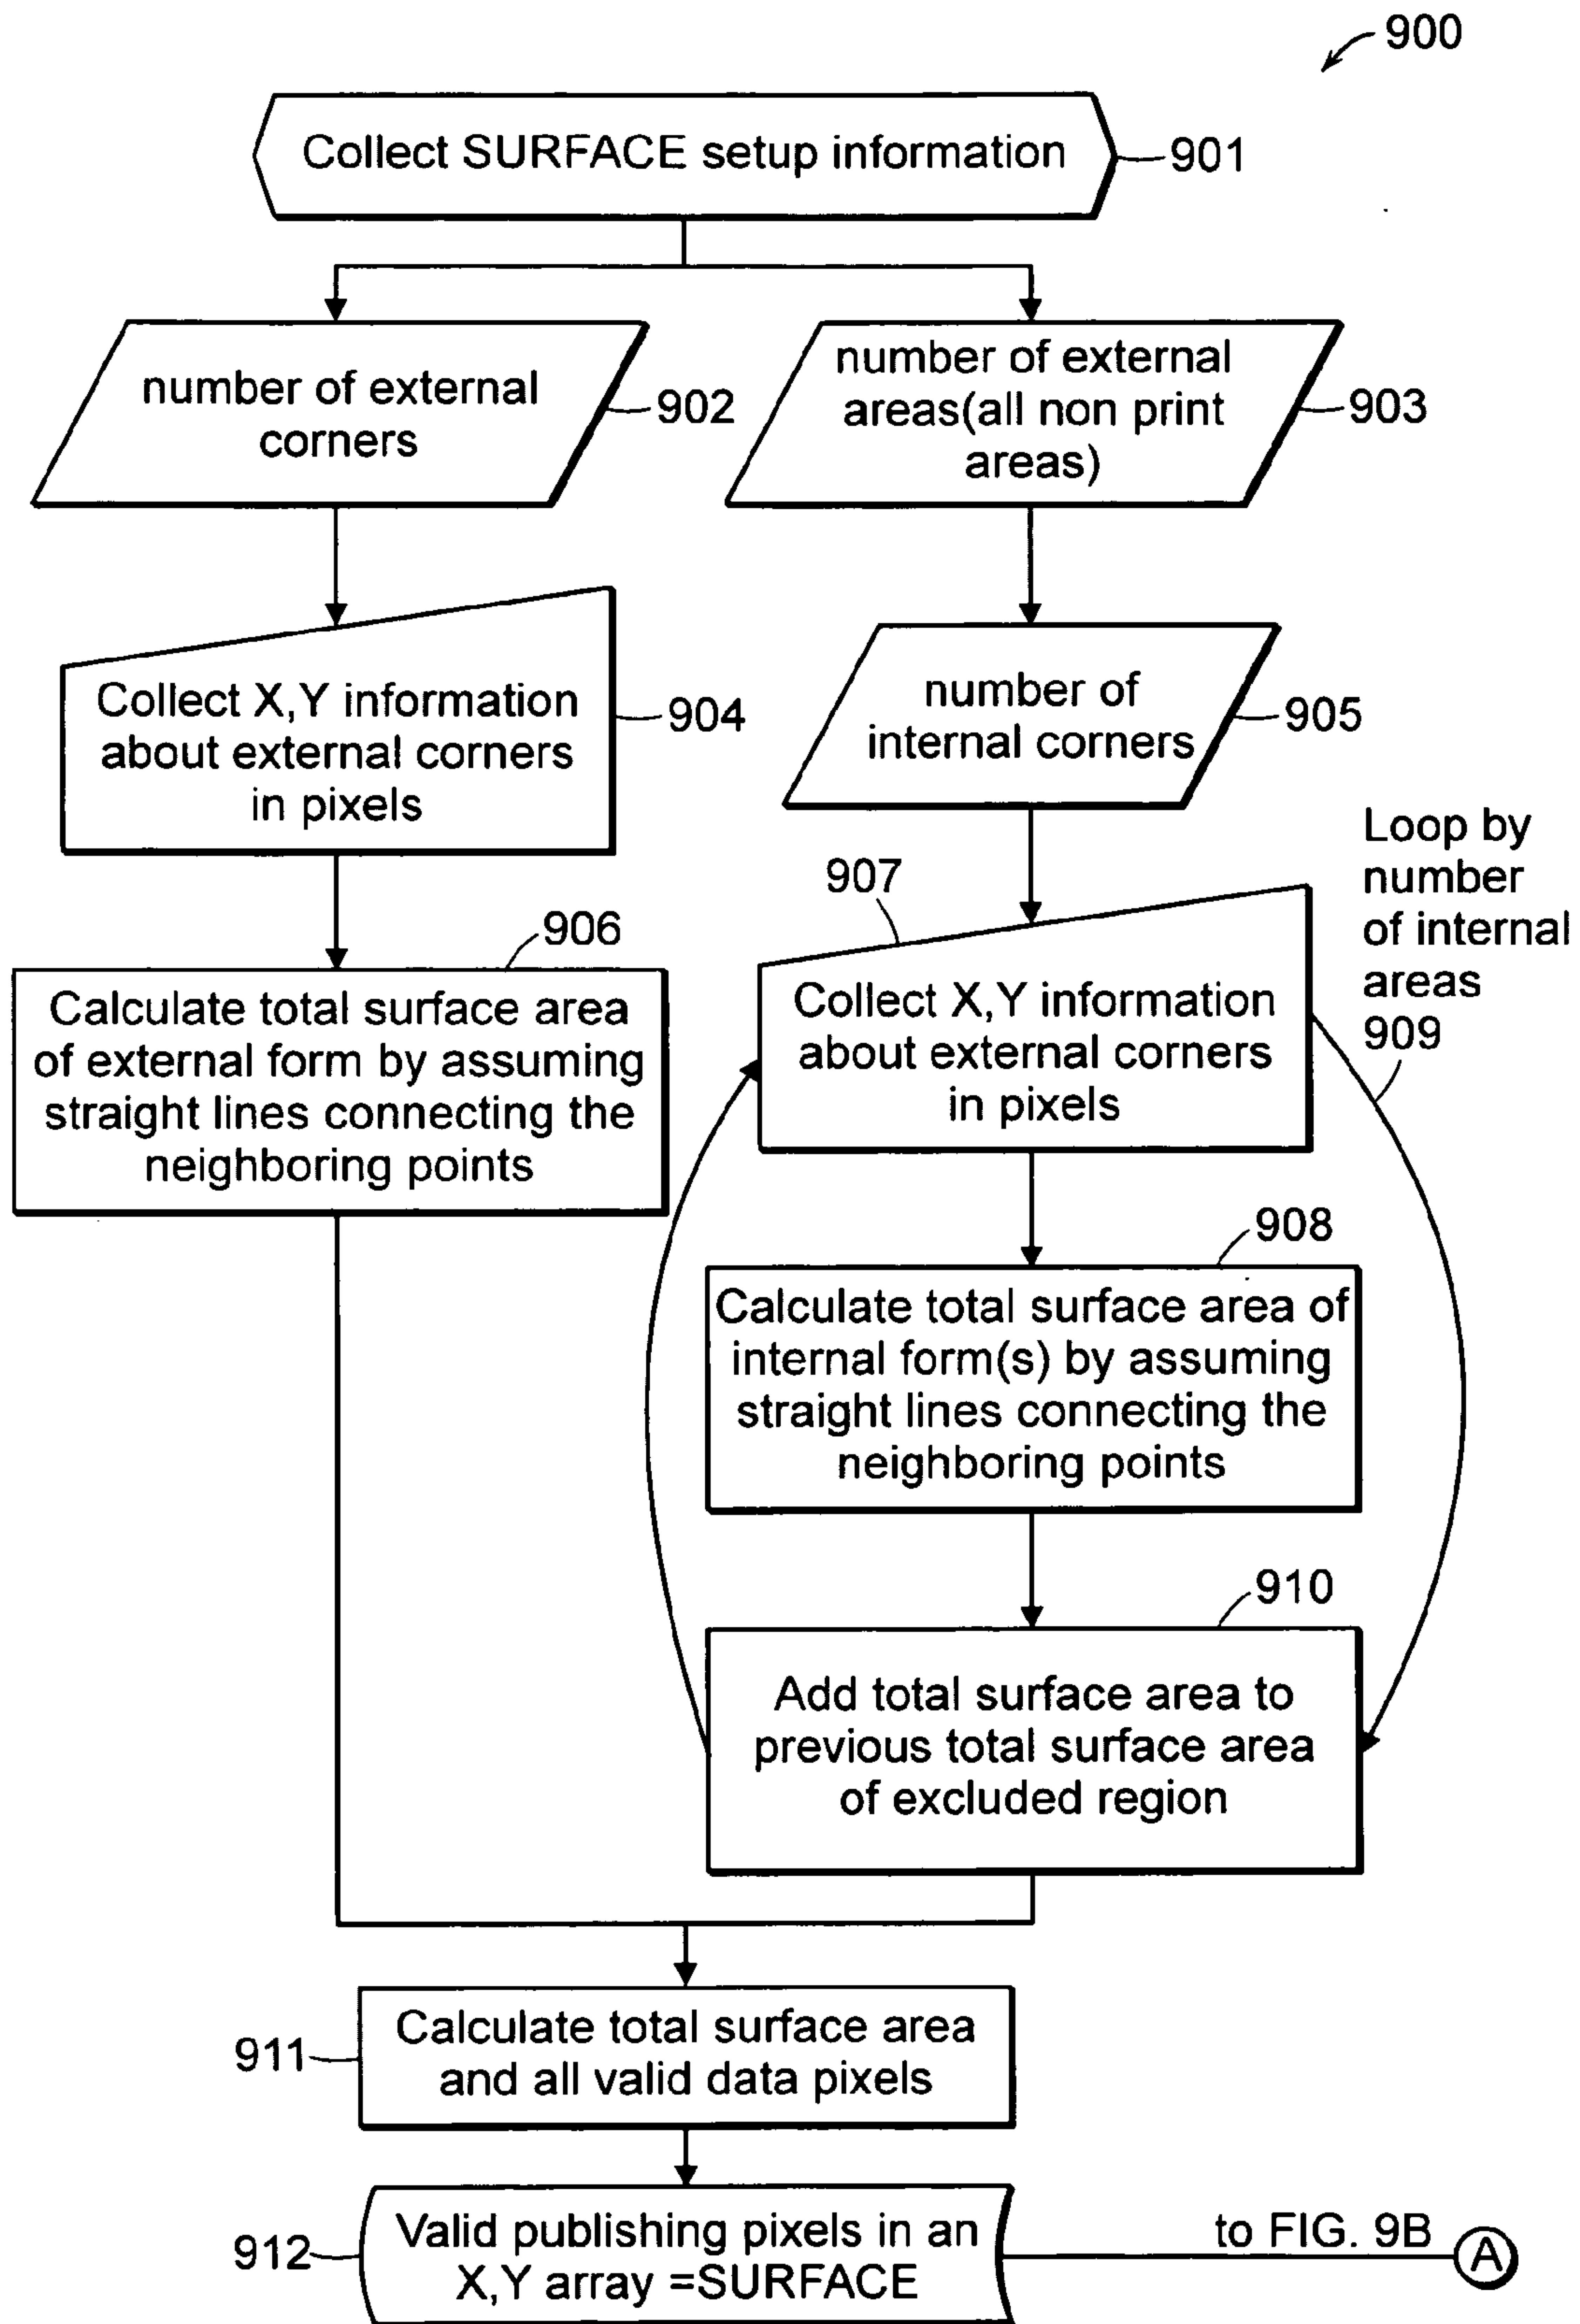 900
Collect SURFACE setup information
901
number of external
corners
902
number of external
areas(all non print
areas)
903
Collect X,Y information
about external corners
in pixels
904
number of
internal corners
905
Loop by
number
of internal
areas
909
907
906
Calculate total surface area
of external form by assuming
straight lines connecting the
neighboring points
Collect X,Y information
about external corners
in pixels
908
Calculate total surface area of
internal form(s) by assuming
straight lines connecting the
neighboring points
910
Add total surface area to
previous total surface area
of excluded region
911
Calculate total surface area
and all valid data pixels
912
Valid publishing pixels in an
X,Y array =SURFACE
to FIG. 9B
A